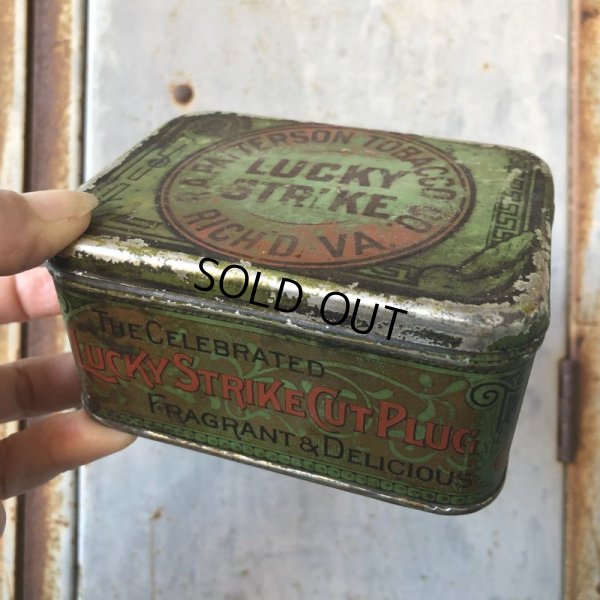 R.A. PATTERSON TOBACCO CO.
LUCKY
STRIKE
RICH'D. VA.
SOLD OUT
THE CELEBRATED
LUCKY STRIKE CUT PLUG
FRAGRANT & DELICIOUS